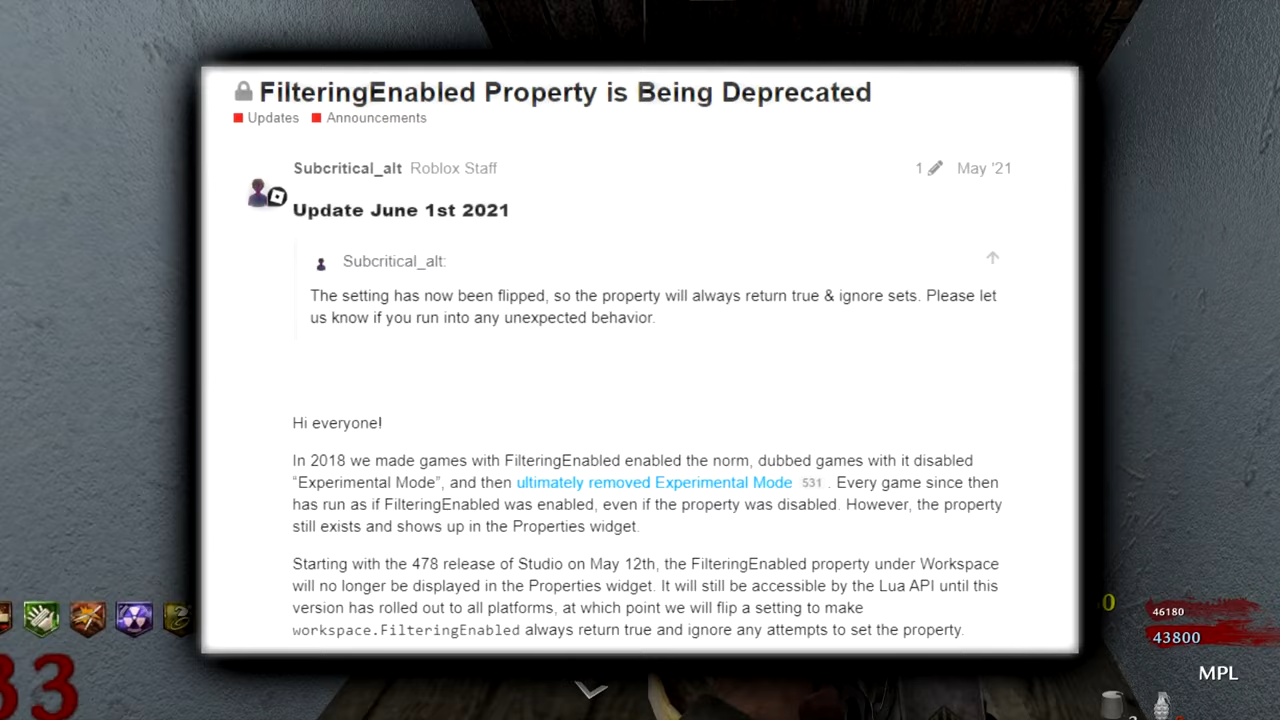 FilteringEnabled Property is Being Deprecated
Updates Announcements
Subcritical_alt Roblox Staff 1 May '21
Update June 1st 2021
Subcritical_alt:
The setting has now been flipped, so the property will always return true & ignore sets. Please let
us know if you run into any unexpected behavior.
Hi everyone!
In 2018 we made games with FilteringEnabled enabled the norm, dubbed games with it disabled
“Experimental Mode”, and then ultimately removed Experimental Mode 531 . Every game since then
has run as if FilteringEnabled was enabled, even if the property was disabled. However, the property
still exists and shows up in the Properties widget.
Starting with the 478 release of Studio on May 12th, the FilteringEnabled property under Workspace
will no longer be displayed in the Properties widget. It will still be accessible by the Lua API until this
version has rolled out to all platforms, at which point we will flip a setting to make
workspace.FilteringEnabled always return true and ignore any attempts to set the property.
0
46180
43800
MPL
33